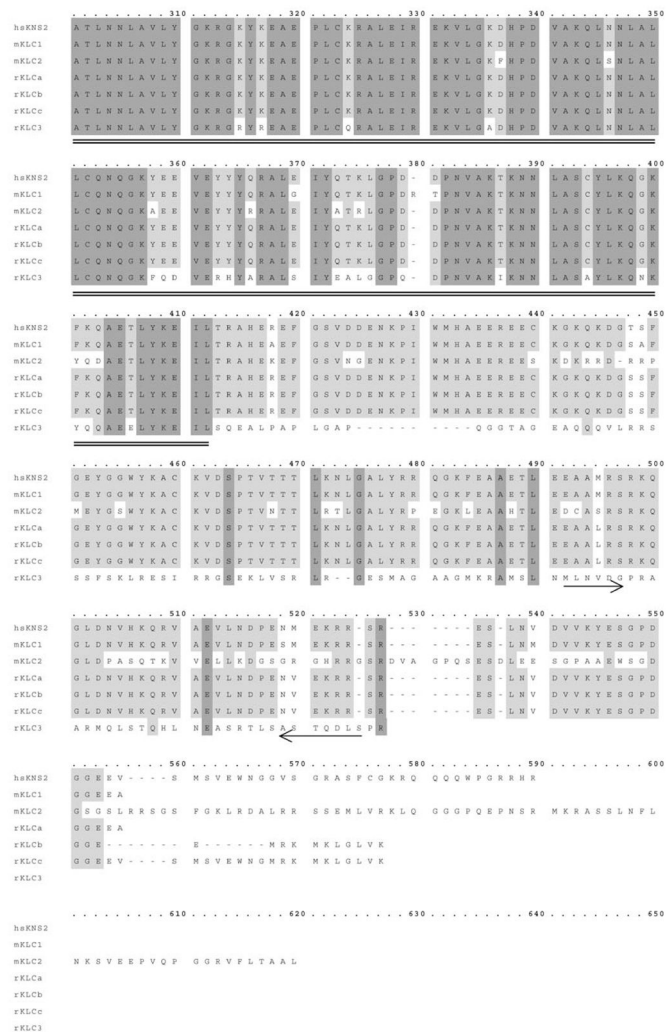 . . . . . . . . 310 . . . . . . . . 320 . . . . . . . . 330 . . . . . . . . 340 . . . . . . . . 350
hsKNS2 ATLNNLAVLY GKRGKYKEAE PLCKRALEIR EKVLGKDHPD VAKQLNNLAL
mKLC1 ATLNNLAVLY GKRGKYKEAE PLCKRALEIR EKVLGKDHPD VAKQLNNLAL
mKLC2 ATLNNLAVLY GKRGKYKEAE PLCKRALEIR EKVLGKFHPD VAKQLSNLAL
rKLCa ATLNNLAVLY GKRGKYKEAE PLCKRALEIR EKVLGKDHPD VAKQLNNLAL
rKLCb ATLNNLAVLY GKRGKYKEAE PLCKRALEIR EKVLGKDHPD VAKQLNNLAL
rKLCc ATLNNLAVLY GKRGKYKEAE PLCKRALEIR EKVLGKDHPD VAKQLNNLAL
rKLC3 ATLNNLAVLY GKRGRYREAE PLCQRALEIR EKVLGADHPD VAKQLNNLAL
. . . . . . . . 360 . . . . . . . . 370 . . . . . . . . 380 . . . . . . . . 390 . . . . . . . . 400
hsKNS2 LCQNQGKYEE VEYYYQRALE IYQTKLGPD- DPNVAKTKNN LASCYLKQGK
mKLC1 LCQNQGKYEE VEYYYQRALG IYQTKLGPDR TPNVAKTKNN LASCYLKQGK
mKLC2 LCQNQGKAEE VEYYYRRALE IYATRLGPD- DPNVAKTKNN LASCYLKQGK
rKLCa LCQNQGKYEE VEYYYQRALE IYQTKLGPD- DPNVAKTKNN LASCYLKQGK
rKLCb LCQNQGKYEE VEYYYQRALE IYQTKLGPD- DPNVAKTKNN LASCYLKQGK
rKLCc LCQNQGKYEE VEYYYQRALE IYQTKLGPD- DPNVAKTKNN LASCYLKQGK
rKLC3 LCQNQGKFQD VERHYARALS IYEALGGPQ- DPNVAKTKNN LASAYLKQNK
. . . . . . . . 410 . . . . . . . . 420 . . . . . . . . 430 . . . . . . . . 440 . . . . . . . . 450
hsKNS2 FKQAETLYKE ILTRAHEREF GSVDDENKPI WMHAEEREEC KGKQKDGTSF
mKLC1 FKQAETLYKE ILTRAHEAEF GSVDDENKPI WMHAEEREEC KGKQKDGSAF
mKLC2 YQDAETLYKE ILTRAHEREF GSVNGENKPI WMHAEEREES KDKRRD-RRP
rKLCa FKQAETLYKE ILTRAHEREF GSVDDENKPI WMHAEEREEC KGKQKDGSSF
rKLCb FKQAETLYKE ILTRAHEREF GSVDDENKPI WMHAEEREEC KGKQKDGSSF
rKLCc FKQAETLYKE ILTRAHEREF GSVDDENKPI WMHAEEREEC KGKQKDGSSF
rKLC3 YQQAEELYKE ILSQEALPAP LGAP------ ---QGGTAG EAQQQVLRRS
. . . . . . . . 460 . . . . . . . . 470 . . . . . . . . 480 . . . . . . . . 490 . . . . . . . . 500
hsKNS2 GEYGGWYKAC KVDSPTVTTT LKNLGALYRR QGKFEAAETL EEAAMRSRKQ
mKLC1 GEYGGWYKAC KVDSPTVTTT LKNLGALYRR QGKFEAAETL EEAAMRSRKQ
mKLC2 MEYGSWYKAC KVDSPTVNTT LRTLGALYRP EGKLEAAHTL EDCASRSRKQ
rKLCa GEYGGWYKAC KVDSPTVTTT LKNLGALYRR QGKFEAAETL EEAALRSRKQ
rKLCb GEYGGWYKAC KVDSPTVTTT LKNLGALYRR QGKFEAAETL EEAALRSRKQ
rKLCc GEYGGWYKAC KVDSPTVTTT LKNLGALYRR QGKFEAAETL EEAALRSRKQ
rKLC3 SSFSKLRESI RRGSEKLVSR LR--GESMAG AAGMKRAMSL NMLNVDGPRA
. . . . . . . . 510 . . . . . . . . 520 . . . . . . . . 530 . . . . . . . . 540 . . . . . . . . 550
hsKNS2 GLDNVHKQRV AEVLNDPENM EKRR-SR--- ----ES-LNV DVVKYESGPD
mKLC1 GLDNVHKQRV AEVLNDPESM EKRR-SR--- ----ES-LNV DVVKYESGPD
mKLC2 GLDPASQTKV VELLKDGSGR GHRRGSRDVA GPQSESDLEE SGPAAEWSGD
rKLCa GLDNVHKQRV AEVLNDPENV EKRR-SR--- ----ES-LNV DVVKYESGPD
rKLCb GLDNVHKQRV AEVLNDPENV EKRR-SR--- ----ES-LNV DVVKYESGPD
rKLCc GLDNVHKQRV AEVLNDPENV EKRR-SR--- ----ES-LNV DVVKYESGPD
rKLC3 ARMQLSTQHL NEASRTLSAS TQDLSPR
. . . . . . . . 560 . . . . . . . . 570 . . . . . . . . 580 . . . . . . . . 590 . . . . . . . . 600
hsKNS2 GGEEV----S MSVEWNGGVS GRASFCGKRQ QQQWPGRRHR
mKLC1 GGEEA
mKLC2 GSGSLRRSGS FGKLRDALRR SSEMLVRKLQ GGGPQEPNSR MKRASSLNFL
rKLCa GGEEA
rKLCb GGE------- E-----MRK MKLGLVK
rKLCc GGEEV----S MSVEWNGMRK MKLGLVK
rKLC3
. . . . . . . . 610 . . . . . . . . 620 . . . . . . . . 630 . . . . . . . . 640 . . . . . . . . 650
hsKNS2
mKLC1
mKLC2 NKSVEEPVQP GGRVFLTAAL
rKLCa
rKLCb
rKLCc
rKLC3